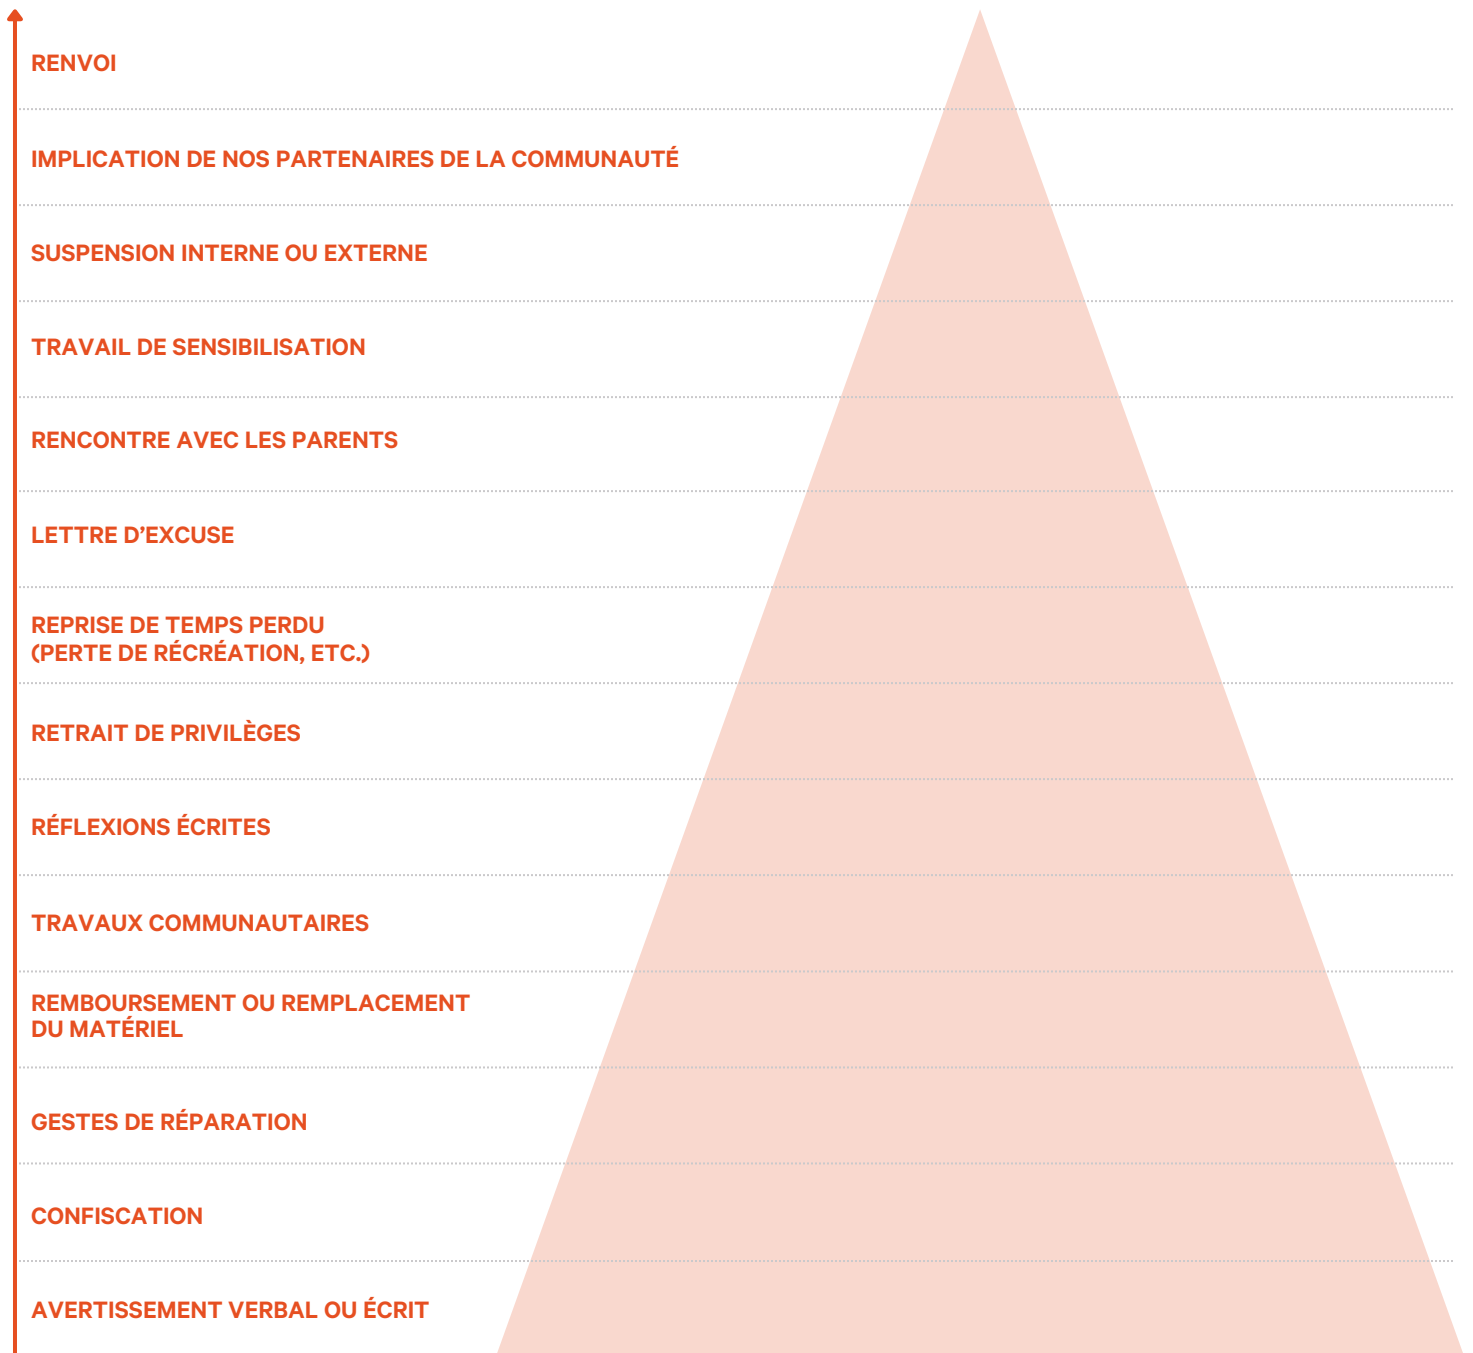 RENVOI
IMPLICATION DE NOS PARTENAIRES DE LA COMMUNAUTÉ
SUSPENSION INTERNE OU EXTERNE
TRAVAIL DE SENSIBILISATION
RENCONTRE AVEC LES PARENTS
LETTRE D’EXCUSE
REPRISE DE TEMPS PERDU
(PERTE DE RÉCRÉATION, ETC.)
RETRAIT DE PRIVILÈGES
RÉFLEXIONS ÉCRITES
TRAVAUX COMMUNAUTAIRES
REMBOURSEMENT OU REMPLACEMENT
DU MATÉRIEL
GESTES DE RÉPARATION
CONFISCATION
AVERTISSEMENT VERBAL OU ÉCRIT